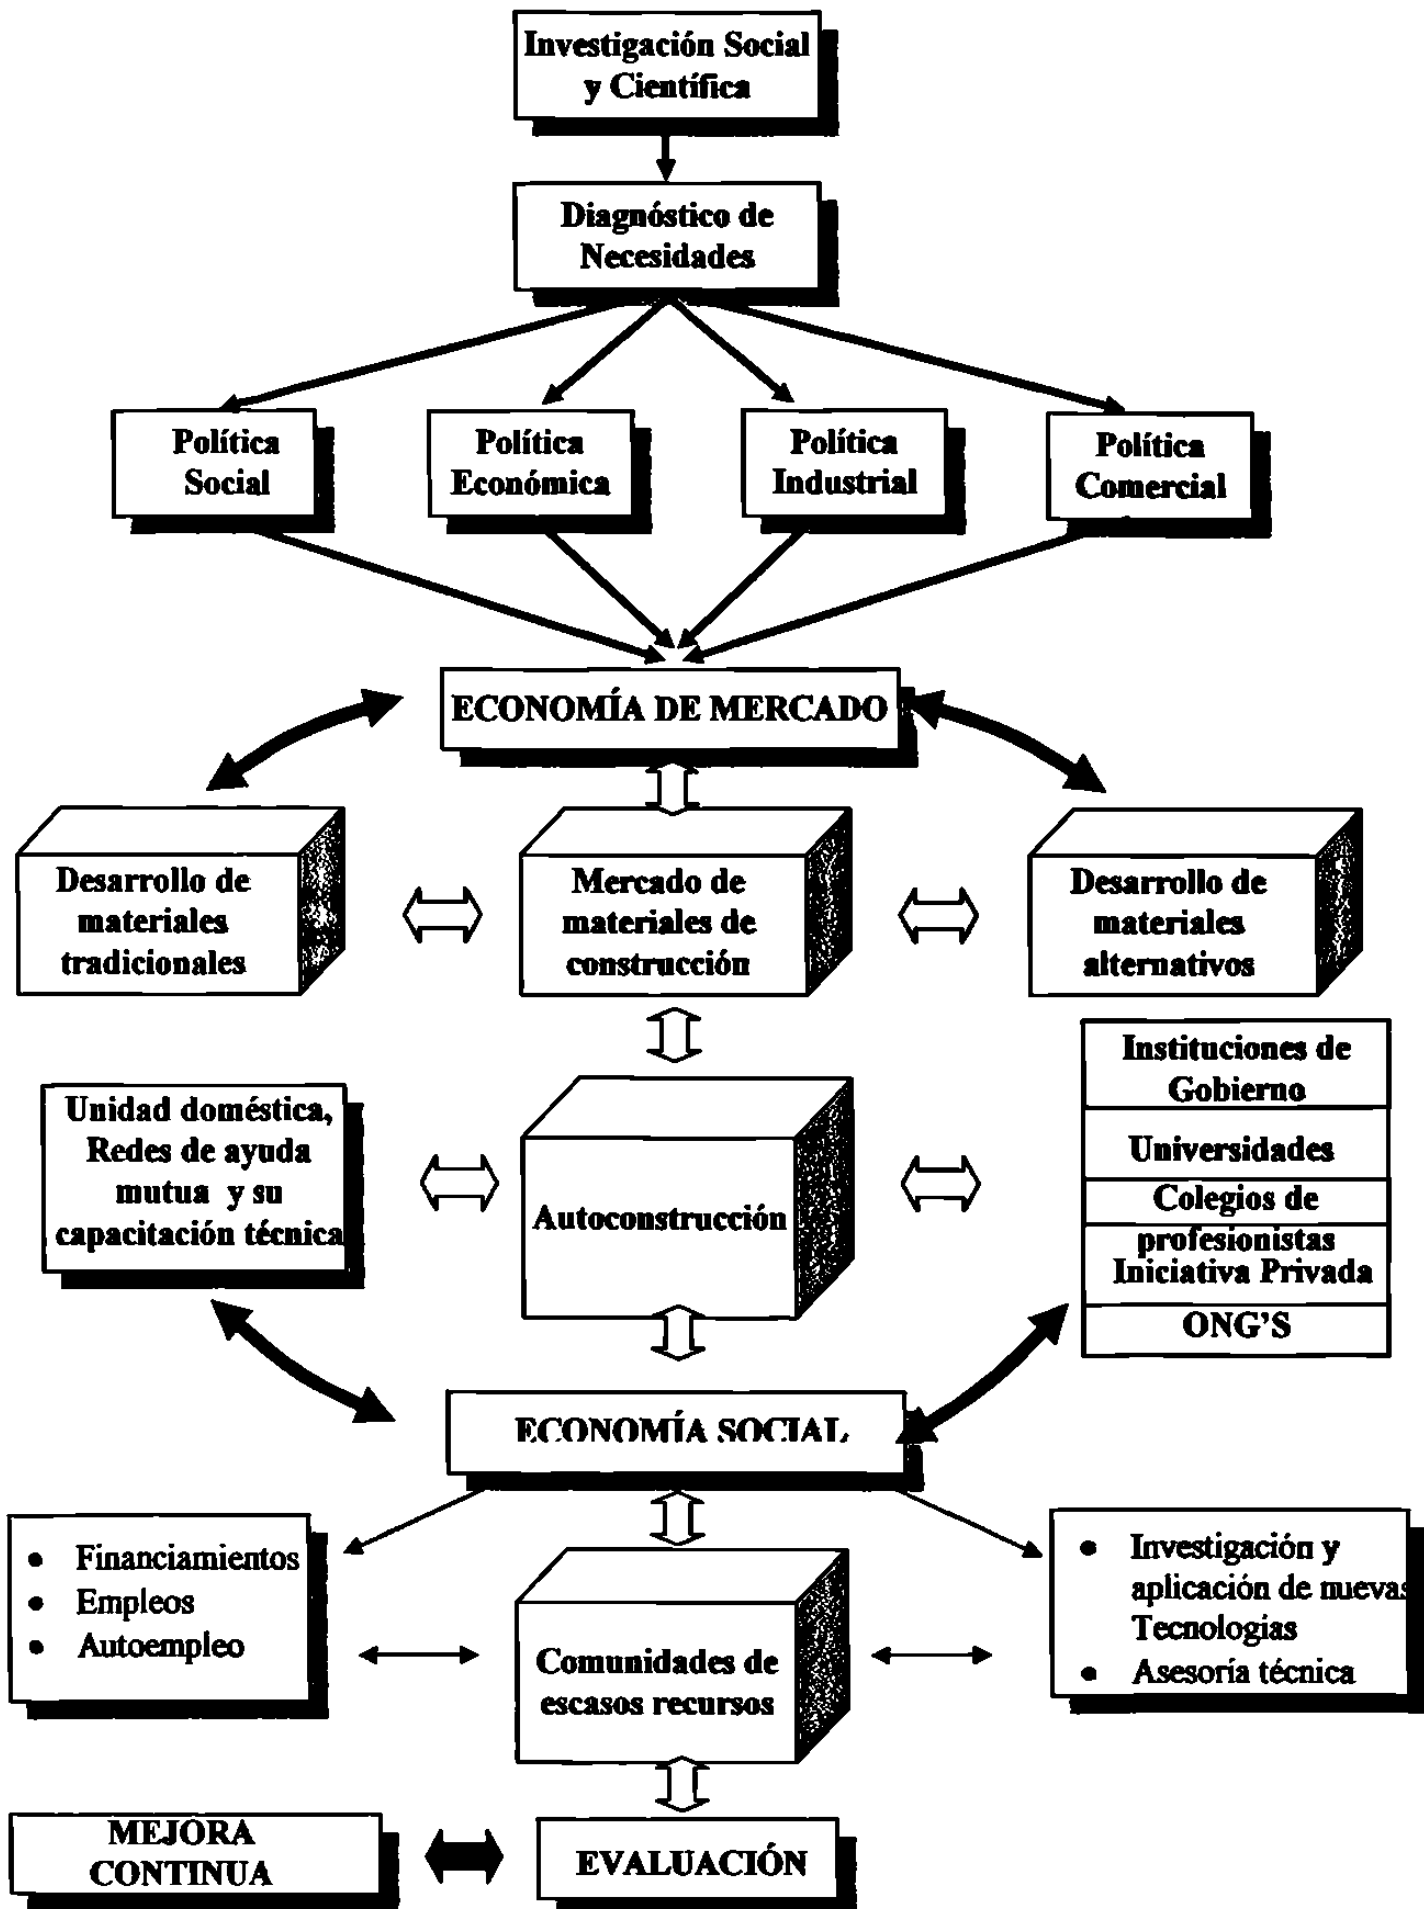 Investigación Social
y Científica
Diagnóstico de
Necesidades
Política
Social
Política
Económica
Política
Industrial
Política
Comercial
ECONOMÍA DE MERCADO
Desarrollo de
materiales
tradicionales
Mercado de
materiales de
construcción
Desarrollo de
materiales
alternativos
Unidad doméstica,
Redes de ayuda
mutua y su
capacitación técnica
Autoconstrucción
Instituciones de
Gobierno
Universidades
Colegios de
profesionistas
Iniciativa Privada
ONG'S
ECONOMÍA SOCIAL
• Financiamientos
• Empleos
• Autoempleo
Comunidades de
escasos recursos
• Investigación y
aplicación de nuevas
Tecnologías
• Asesoría técnica
MEJORA
CONTINUA
EVALUACIÓN